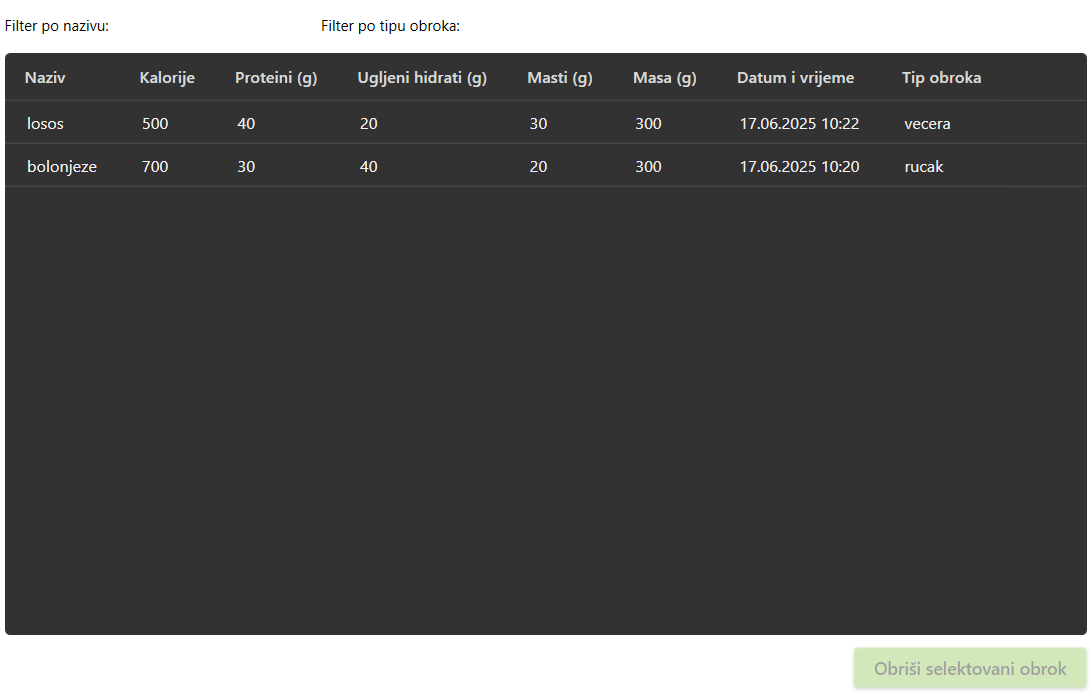 Filter po nazivu: Filter po tipu obroka:
Naziv Kalorije Proteini (g) Ugljeni hidrati (g) Masti (g) Masa (g) Datum i vrijeme Tip obroka
losos 500 40 20 30 300 17.06.2025 10:22 vecera
bolonjeze 700 30 40 20 300 17.06.2025 10:20 rucak
Obriši selektovani obrok